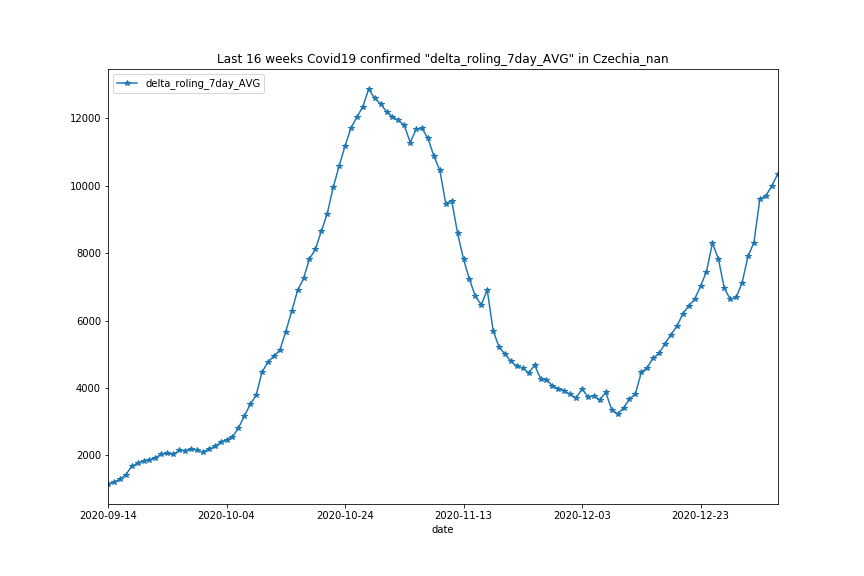 Last 16 weeks Covid19 confirmed "delta_roling_7day_AVG" in Czechia_nan
delta_roling_7day_AVG
12000
10000
8000
6000
4000
2000
2020-09-14 2020-10-04 2020-10-24 2020-11-13 2020-12-03 2020-12-23
date